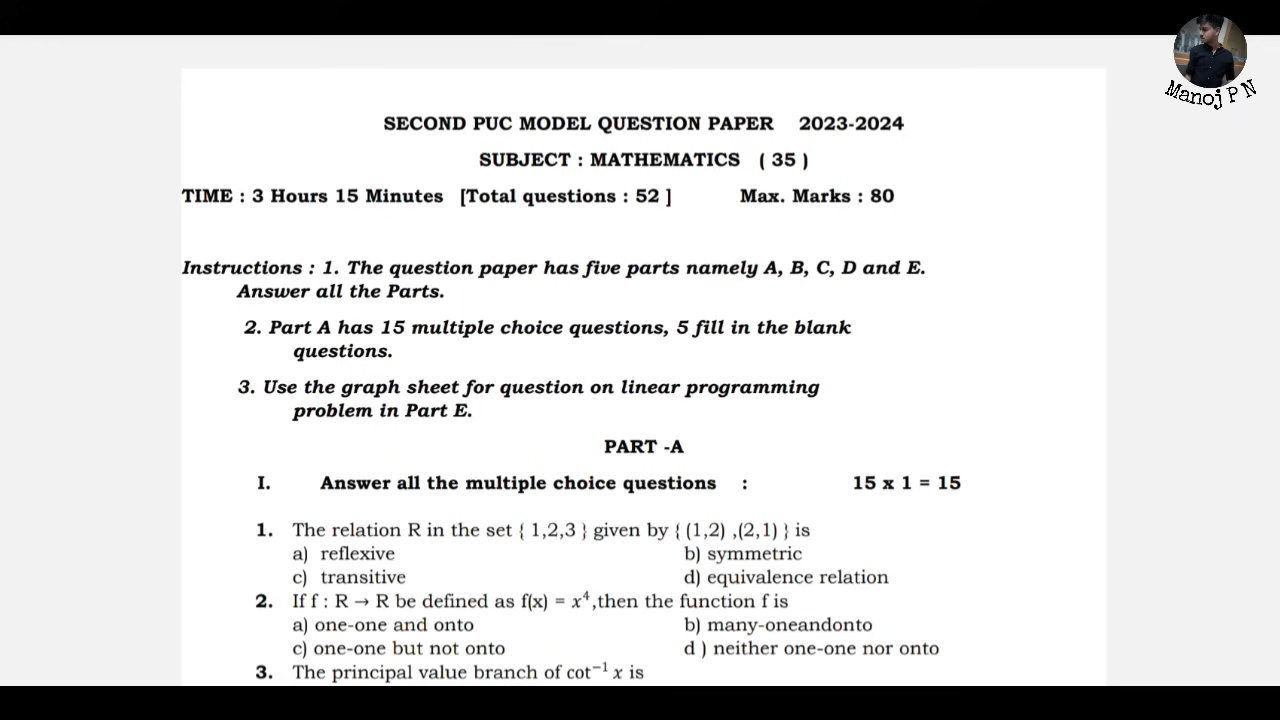 Manoj P N
SECOND PUC MODEL QUESTION PAPER 2023-2024
SUBJECT : MATHEMATICS ( 35 )
TIME : 3 Hours 15 Minutes [Total questions : 52 ] Max. Marks : 80
Instructions : 1. The question paper has five parts namely A, B, C, D and E.
Answer all the Parts.
2. Part A has 15 multiple choice questions, 5 fill in the blank
questions.
3. Use the graph sheet for question on linear programming
problem in Part E.
PART -A
I. Answer all the multiple choice questions : 15 x 1 = 15
1. The relation R in the set { 1,2,3 } given by { (1,2) ,(2,1) } is
a) reflexive b) symmetric
c) transitive d) equivalence relation
2. If f : R → R be defined as f(x) = x⁴,then the function f is
a) one-one and onto b) many-oneandonto
c) one-one but not onto d ) neither one-one nor onto
3. The principal value branch of cot⁻¹ x is